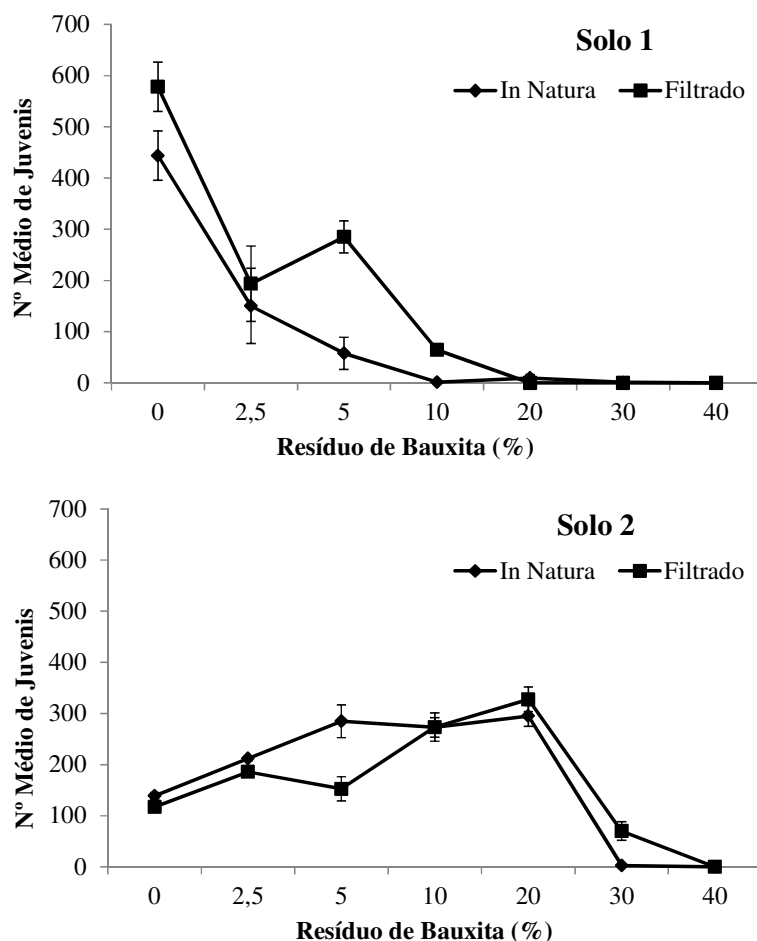 Solo 1
In Natura Filtrado
Nº Médio de Juvenis
700
600
500
400
300
200
100
0
0 2,5 5 10 20 30 40
Resíduo de Bauxita (%)
Solo 2
In Natura Filtrado
Nº Médio de Juvenis
700
600
500
400
300
200
100
0
0 2,5 5 10 20 30 40
Resíduo de Bauxita (%)